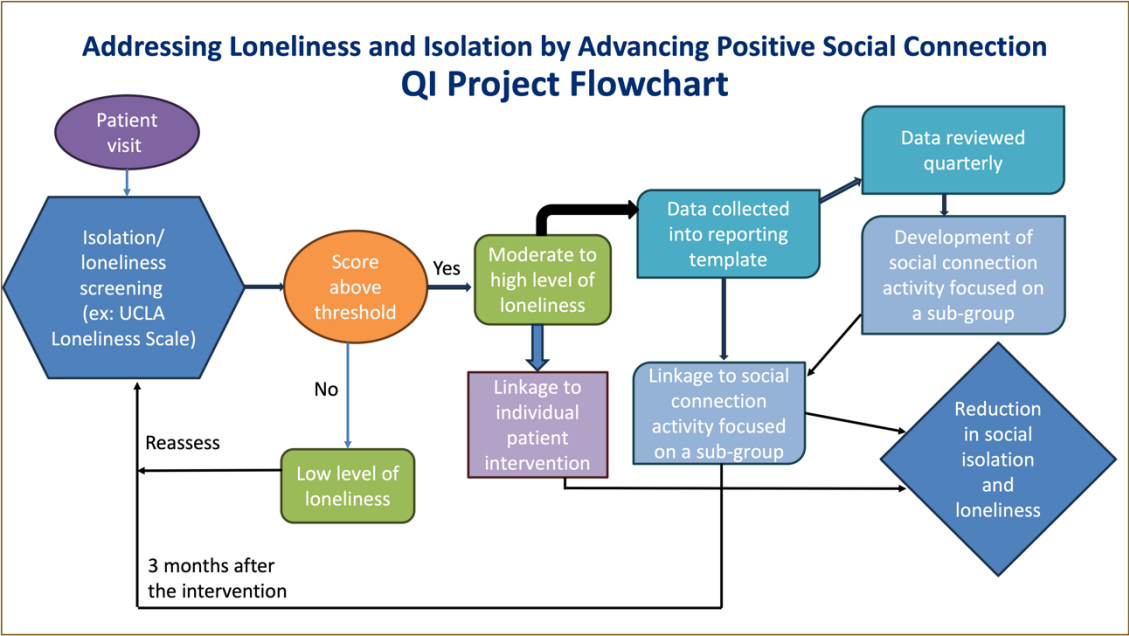 Addressing Loneliness and Isolation by Advancing Positive Social Connection
QI Project Flowchart
Patient
visit
Isolation/
loneliness
screening
(ex: UCLA
Loneliness Scale)
Score
above
threshold
Yes
No
Low level of
loneliness
Reassess
3 months after
the intervention
Moderate to
high level of
loneliness
Linkage to
individual
patient
intervention
Data collected
into reporting
template
Data reviewed
quarterly
Development of
social connection
activity focused on
a sub-group
Linkage to social
connection
activity focused
on a sub-group
Reduction
in social
isolation
and
loneliness